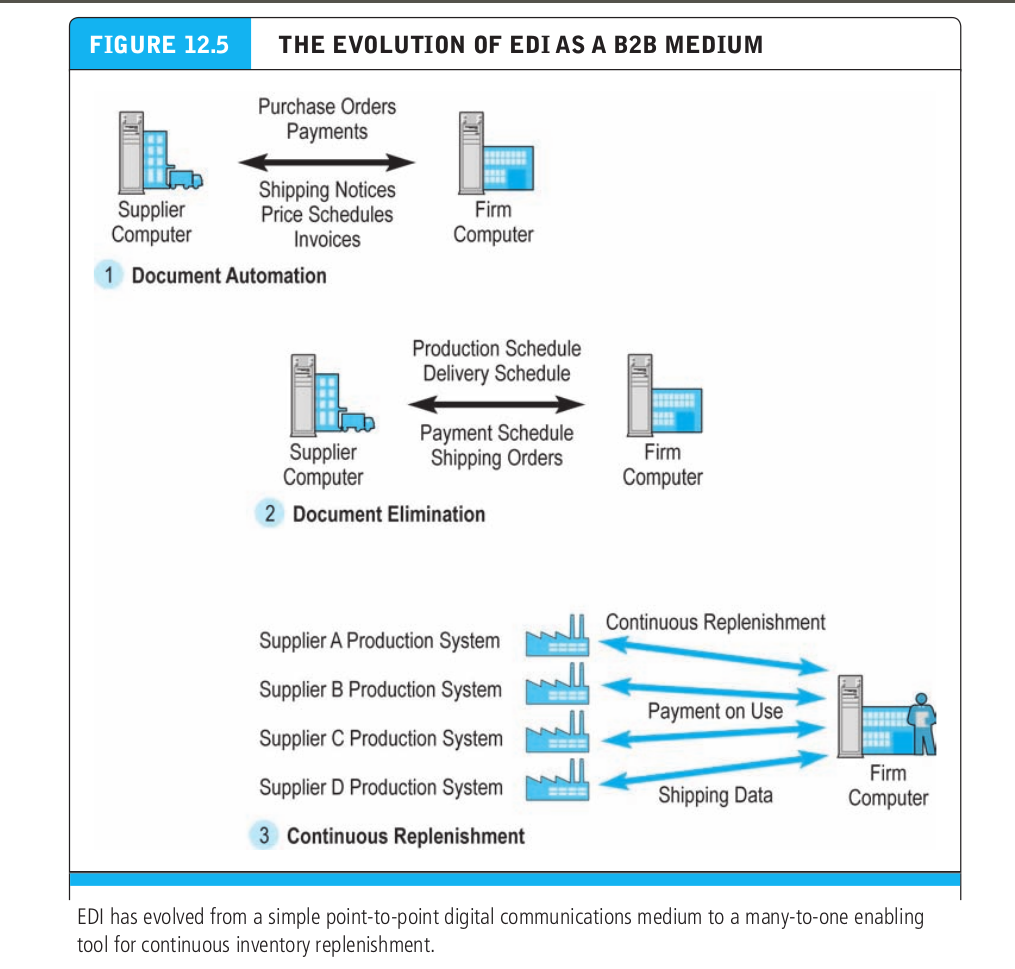 FIGURE 12.5 THE EVOLUTION OF EDI AS A B2B MEDIUM
Purchase Orders
Payments
Shipping Notices
Price Schedules
Invoices
Supplier
Computer
Firm
Computer
1 Document Automation
Production Schedule
Delivery Schedule
Payment Schedule
Shipping Orders
Supplier
Computer
Firm
Computer
2 Document Elimination
Continuous Replenishment
Supplier A Production System
Supplier B Production System
Payment on Use
Supplier C Production System
Supplier D Production System
Shipping Data
Firm
Computer
3 Continuous Replenishment
EDI has evolved from a simple point-to-point digital communications medium to a many-to-one enabling
tool for continuous inventory replenishment.